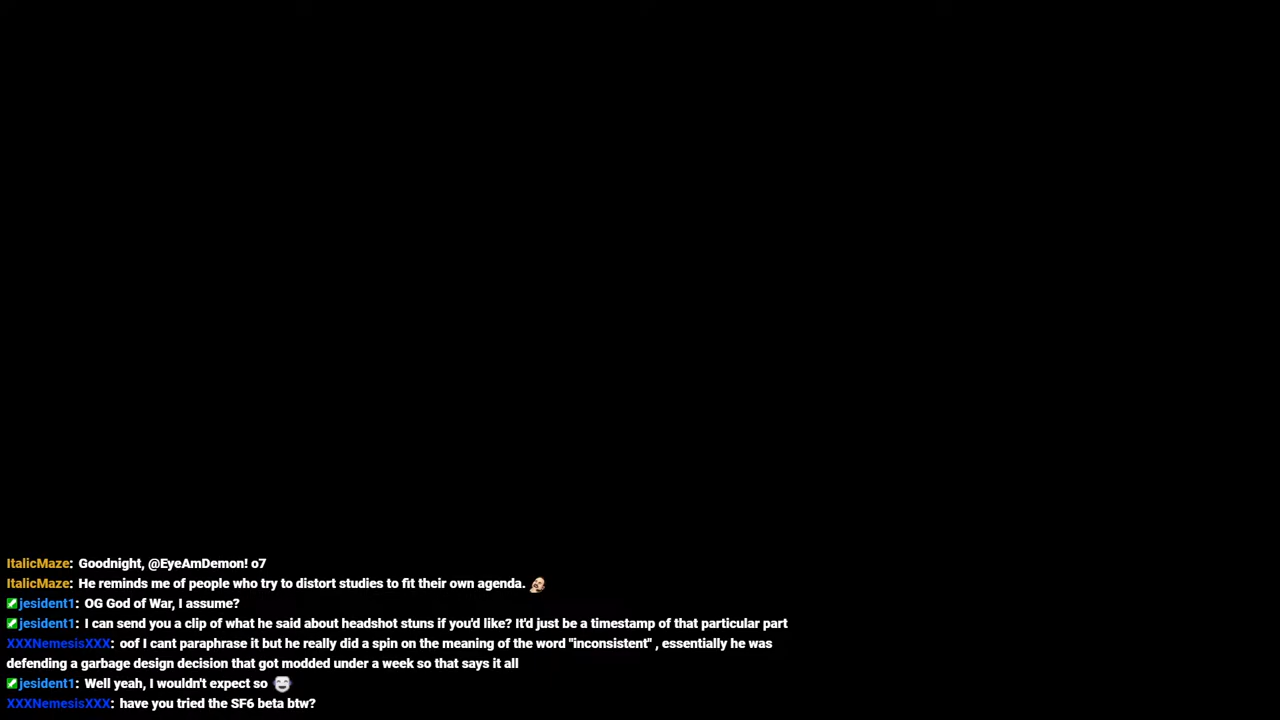 ItalicMaze: Goodnight, @EyeAmDemon! o7
ItalicMaze: He reminds me of people who try to distort studies to fit their own agenda.
jesident1: OG God of War, I assume?
jesident1: I can send you a clip of what he said about headshot stuns if you'd like? It'd just be a timestamp of that particular part
XXXNemesisXXX: oof I cant paraphrase it but he really did a spin on the meaning of the word "inconsistent" , essentially he was
defending a garbage design decision that got modded under a week so that says it all
jesident1: Well yeah, I wouldn't expect so
XXXNemesisXXX: have you tried the SF6 beta btw?